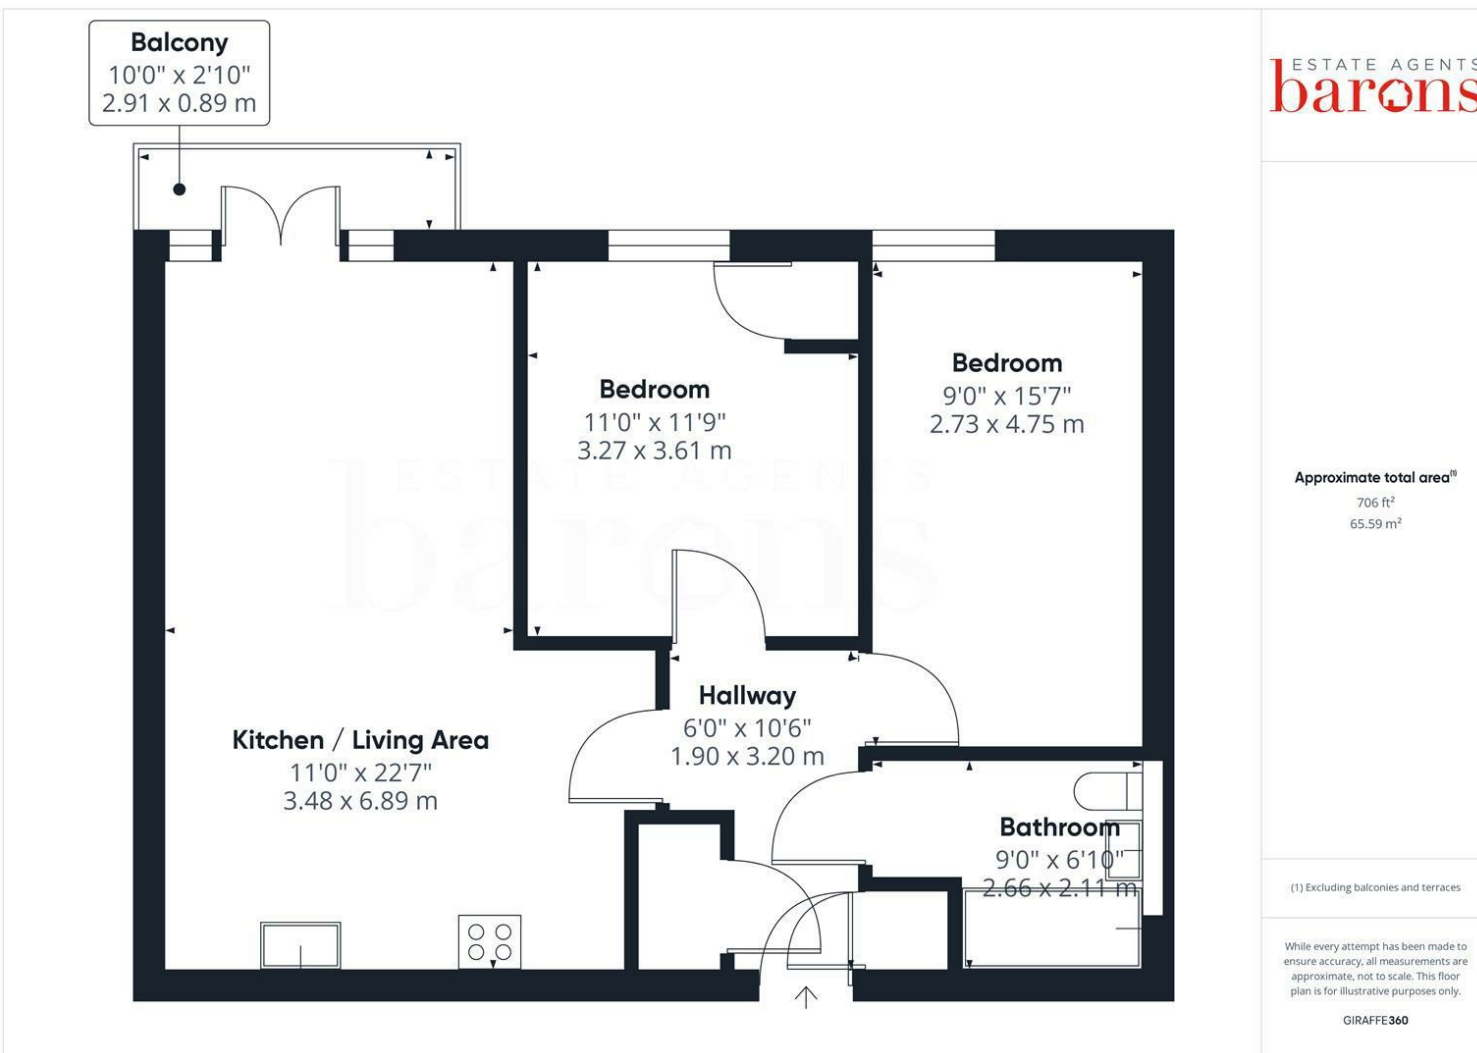 Balcony
10'0" x 2'10"
2.91 x 0.89 m
ESTATE AGENTS
barons
Bedroom
11'0" x 11'9"
3.27 x 3.61 m
Bedroom
9'0" x 15'7"
2.73 x 4.75 m
ESTATE AGENTS
barons
Hallway
6'0" x 10'6"
1.90 x 3.20 m
Kitchen / Living Area
11'0" x 22'7"
3.48 x 6.89 m
Bathroom
9'0" x 6'10"
2.66 x 2.11 m
Approximate total area⁽¹⁾
706 ft²
65.59 m²
(1) Excluding balconies and terraces
While every attempt has been made to
ensure accuracy, all measurements are
approximate, not to scale. This floor
plan is for illustrative purposes only.
GIRAFFE360